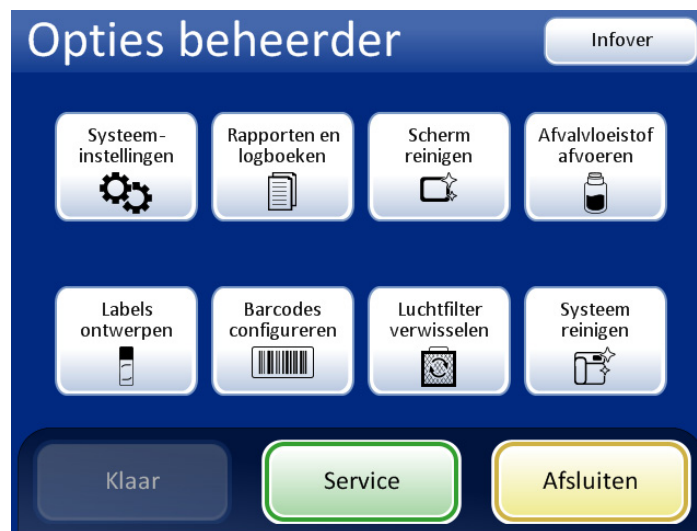 Opties beheerder
Infover
Systeem-
instellingen
Rapporten en
logboeken
Scherm
reinigen
Afvalvloeistof
afvoeren
Labels
ontwerpen
Barcodes
configureren
Luchtfilter
verwisselen
Systeem
reinigen
Klaar
Service
Afsluiten